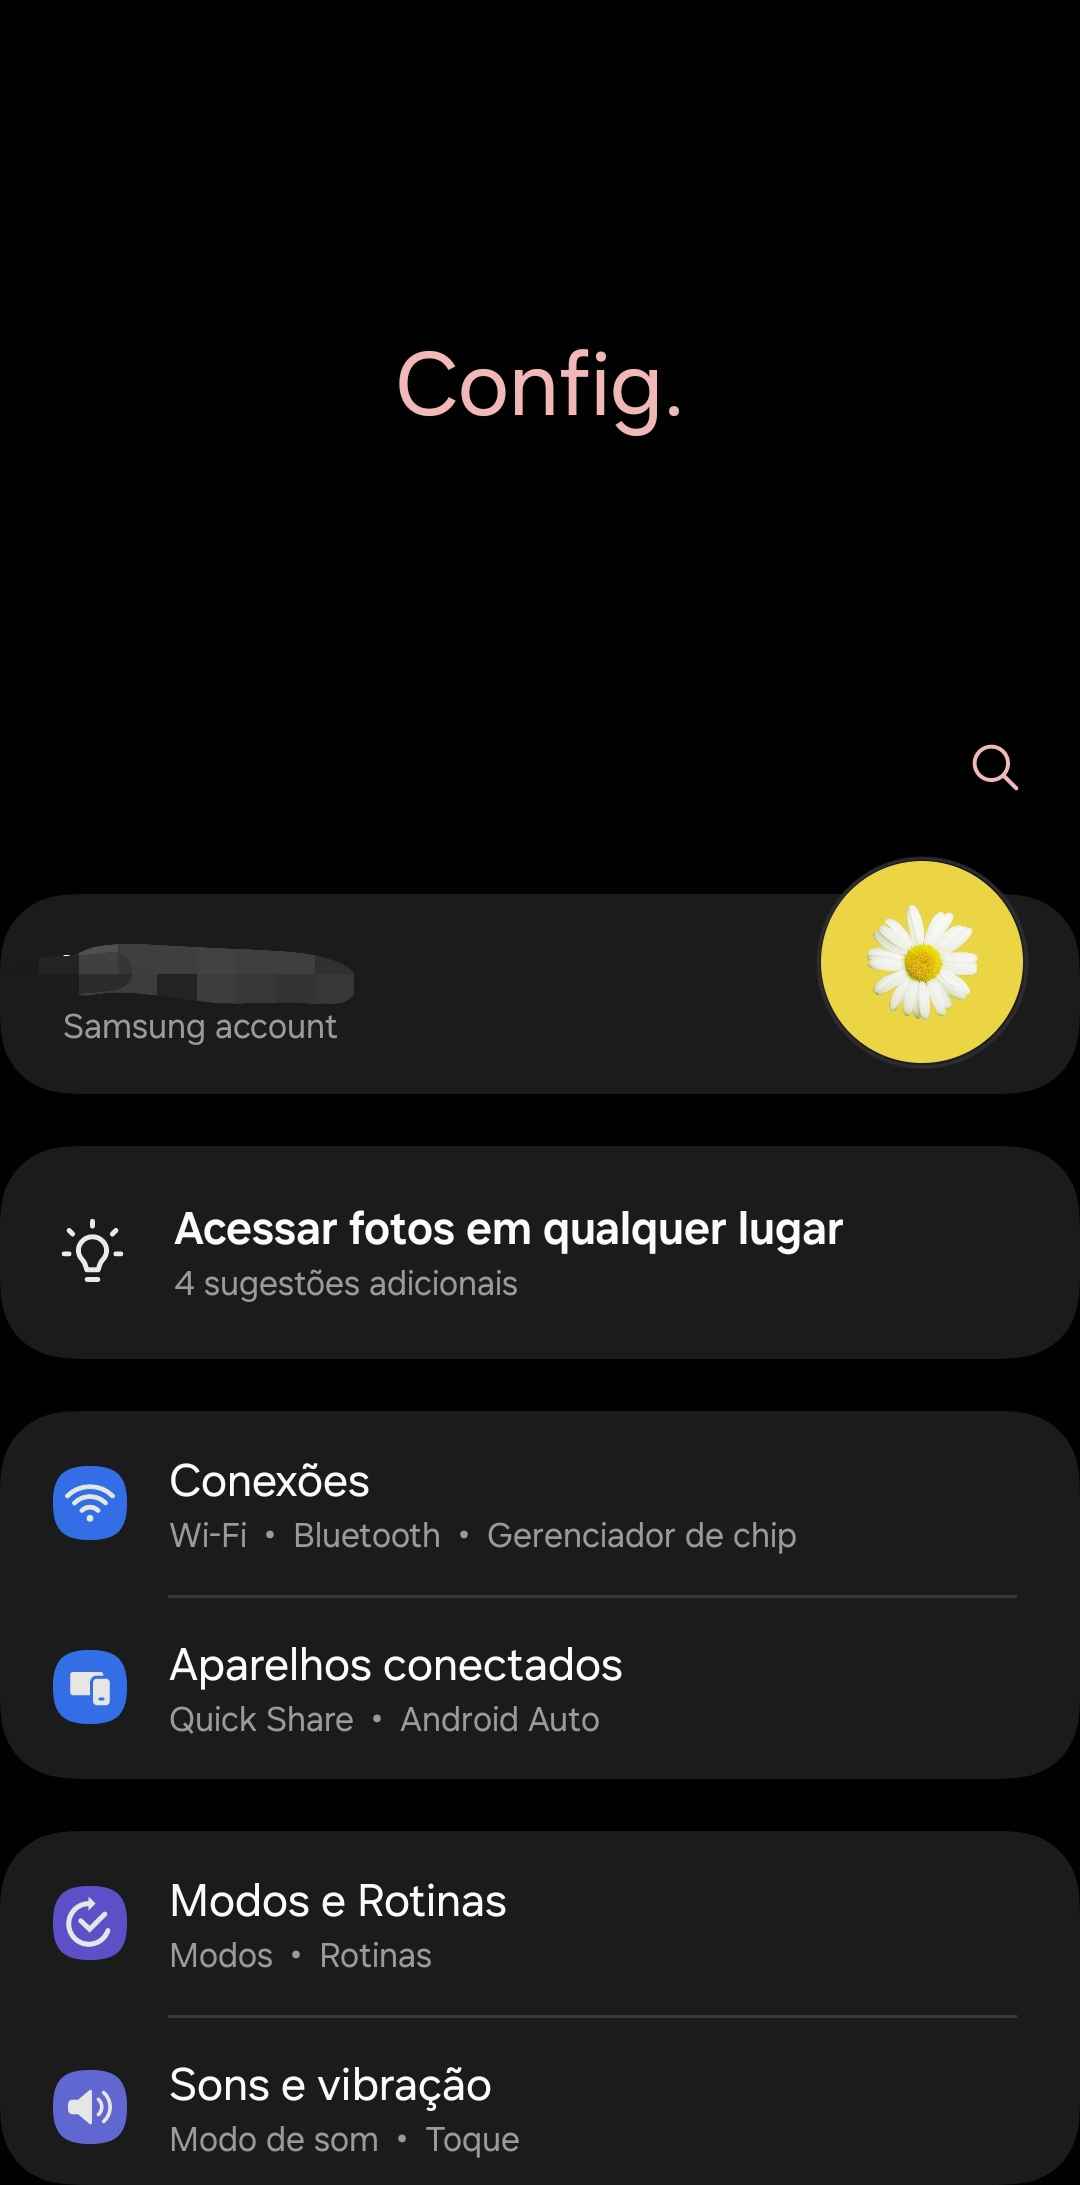 Config.
Samsung account
Acessar fotos em qualquer lugar
4 sugestões adicionais
Conexões
Wi-Fi • Bluetooth • Gerenciador de chip
Aparelhos conectados
Quick Share • Android Auto
Modos e Rotinas
Modos • Rotinas
Sons e vibração
Modo de som • Toque